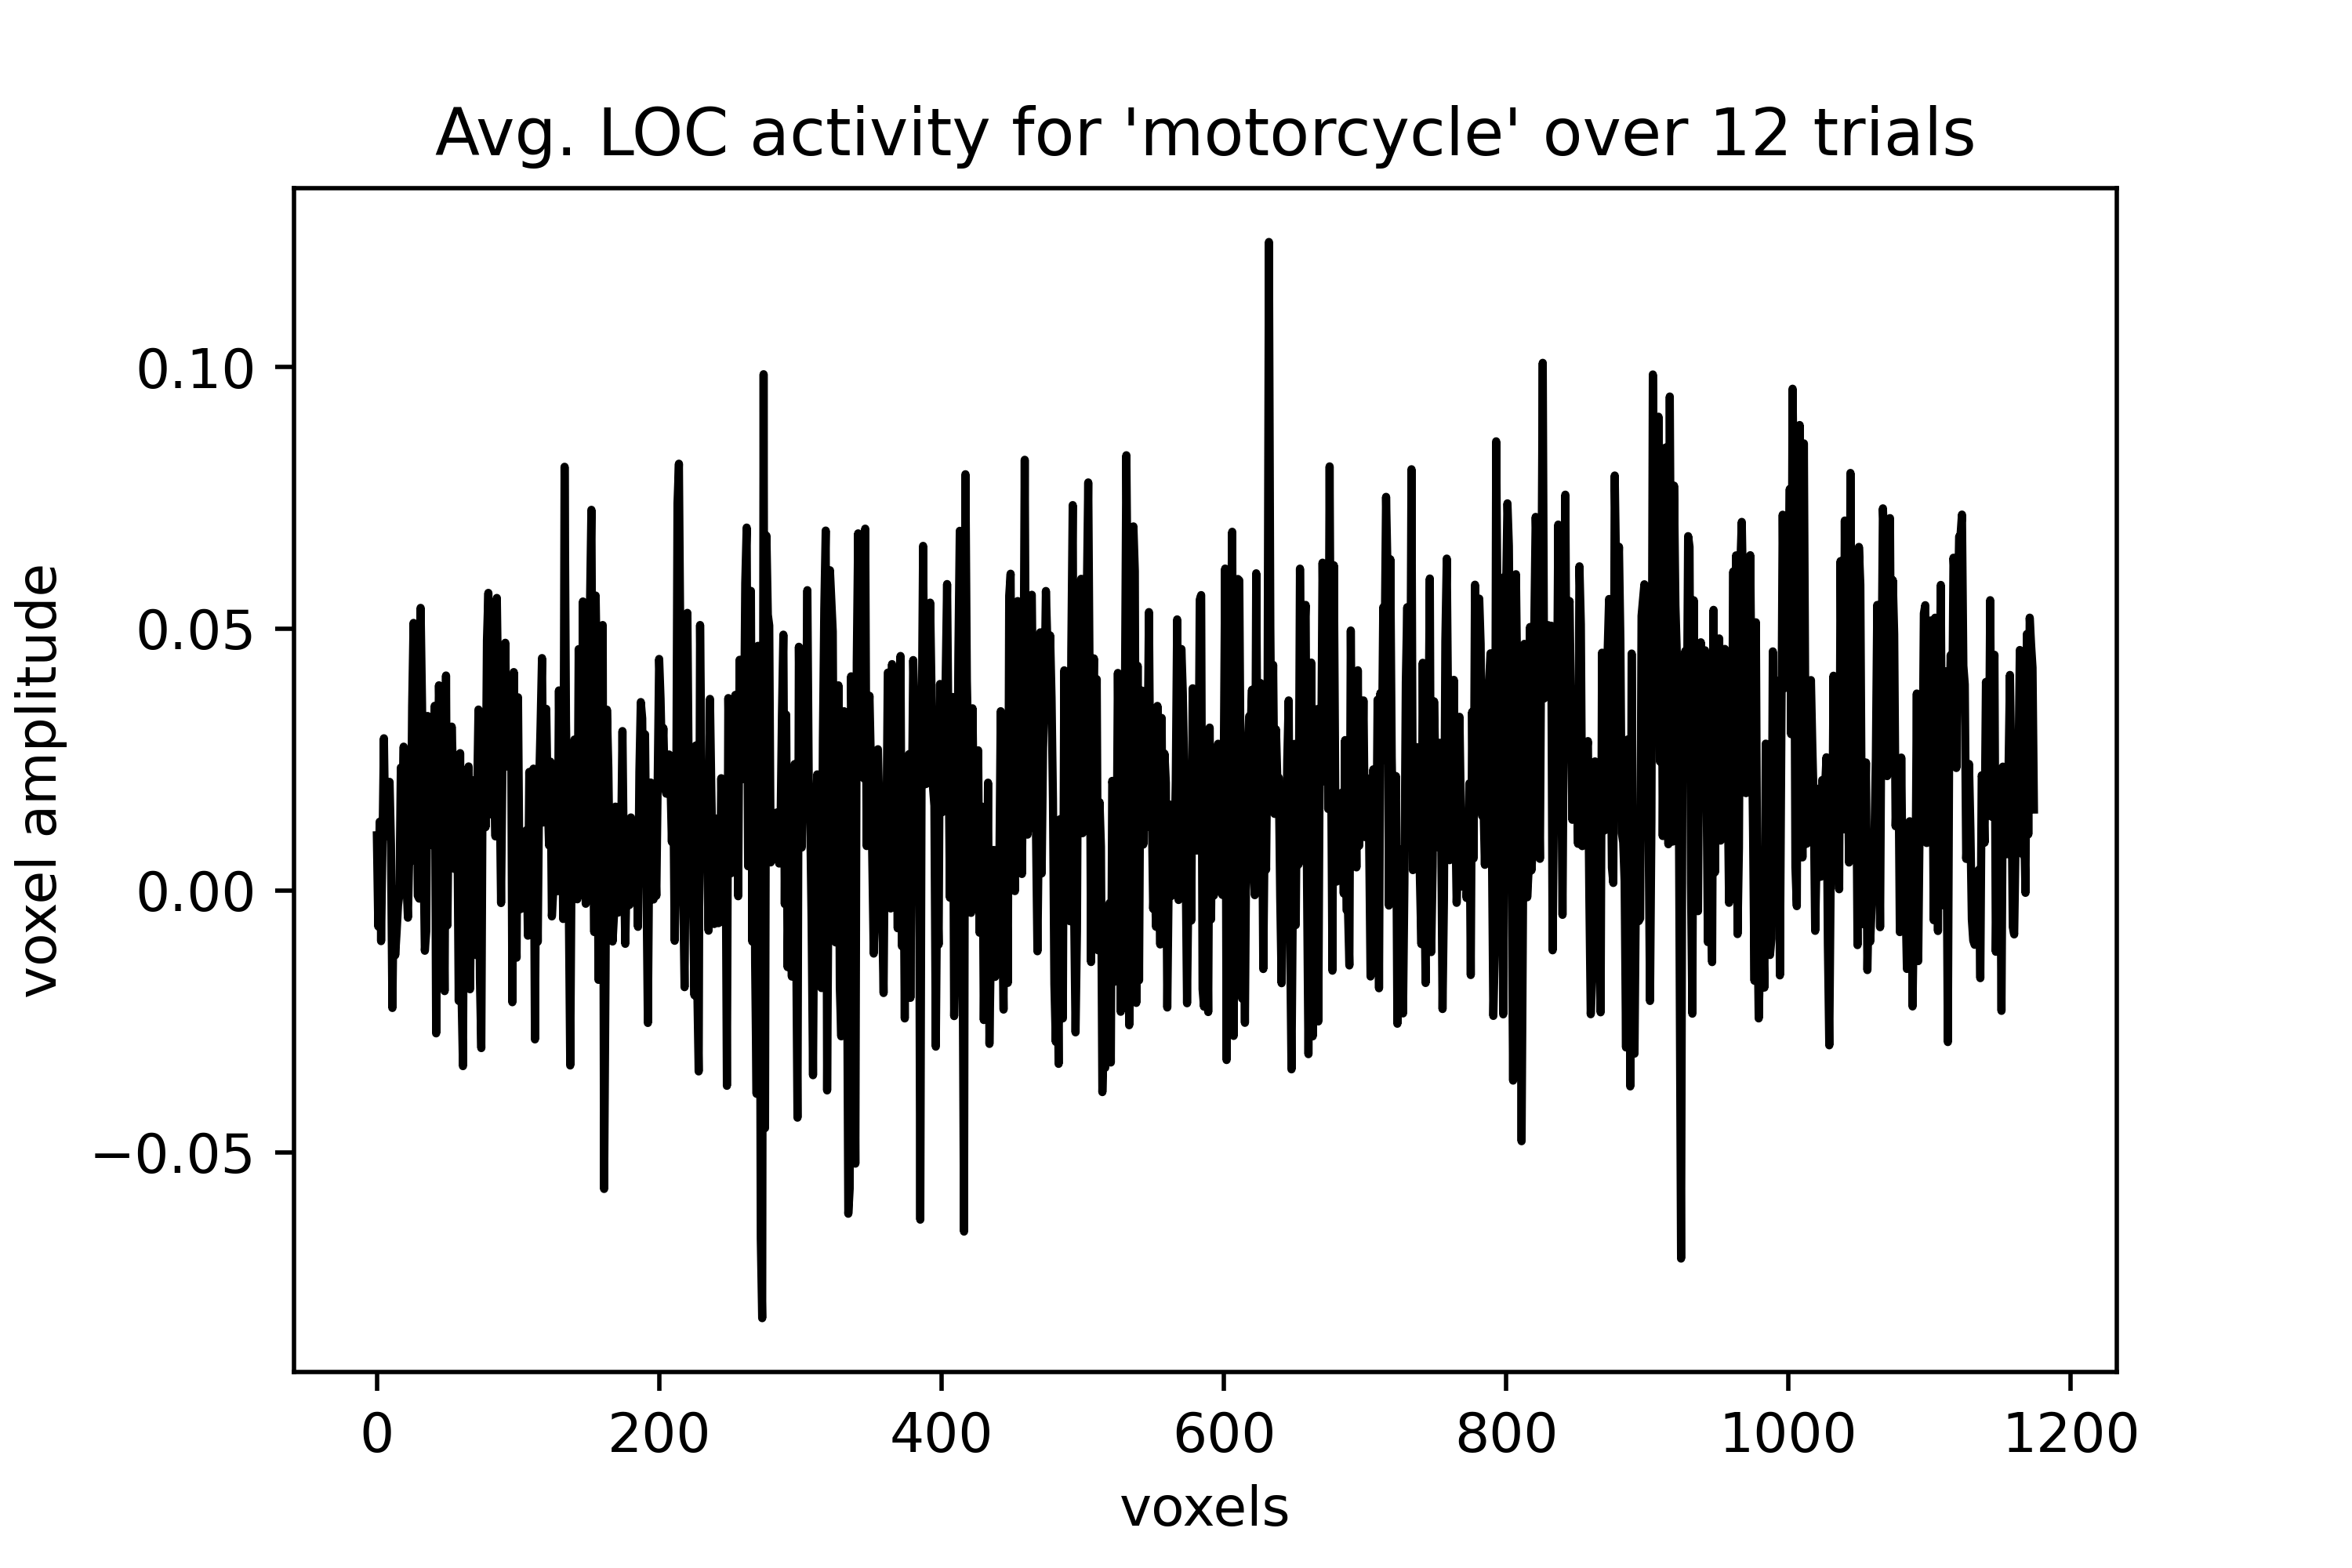 Avg. LOC activity for 'motorcycle' over 12 trials
voxel amplitude
0.10
0.05
0.00
−0.05
0 200 400 600 800 1000 1200
voxels